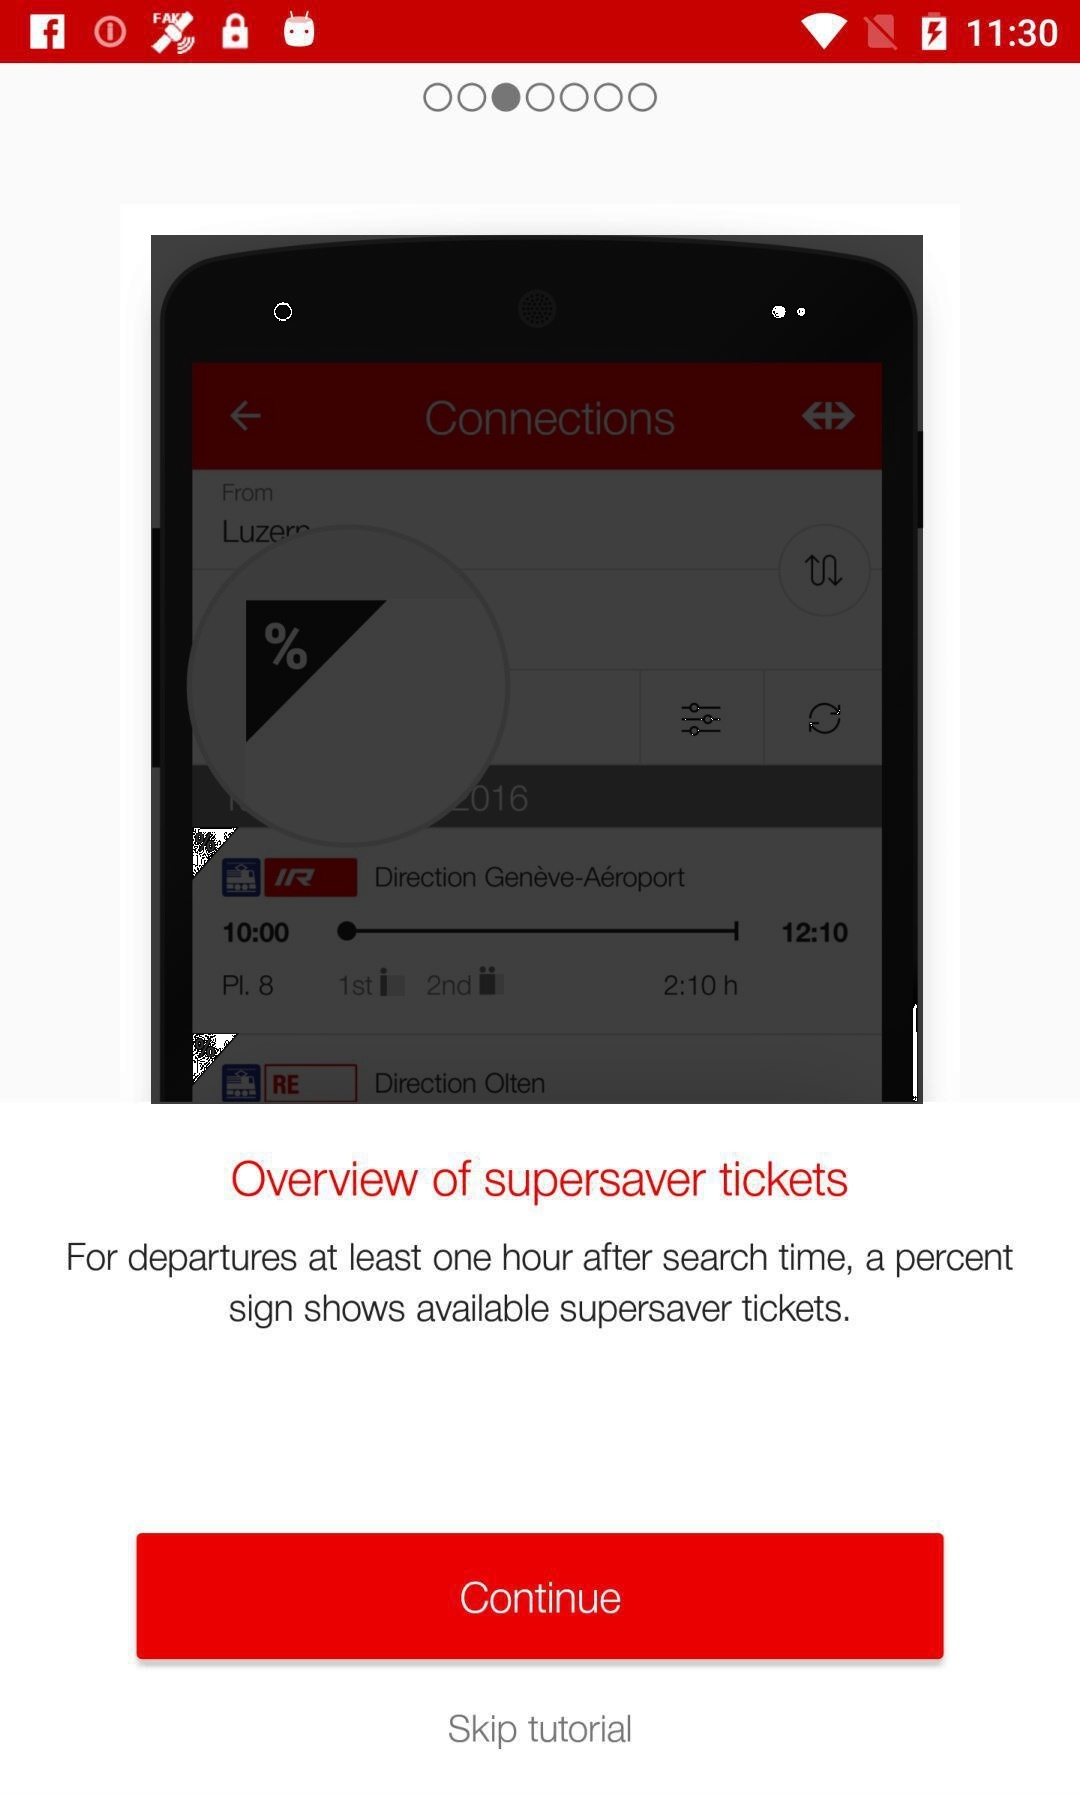 FAKE
11:30
Connections
From
Luzern
%
2016
%
IR Direction Genève-Aéroport
10:00 12:10
Pl. 8 1st 2nd 2:10 h
%
RE Direction Olten
Overview of supersaver tickets
For departures at least one hour after search time, a percent
sign shows available supersaver tickets.
Continue
Skip tutorial